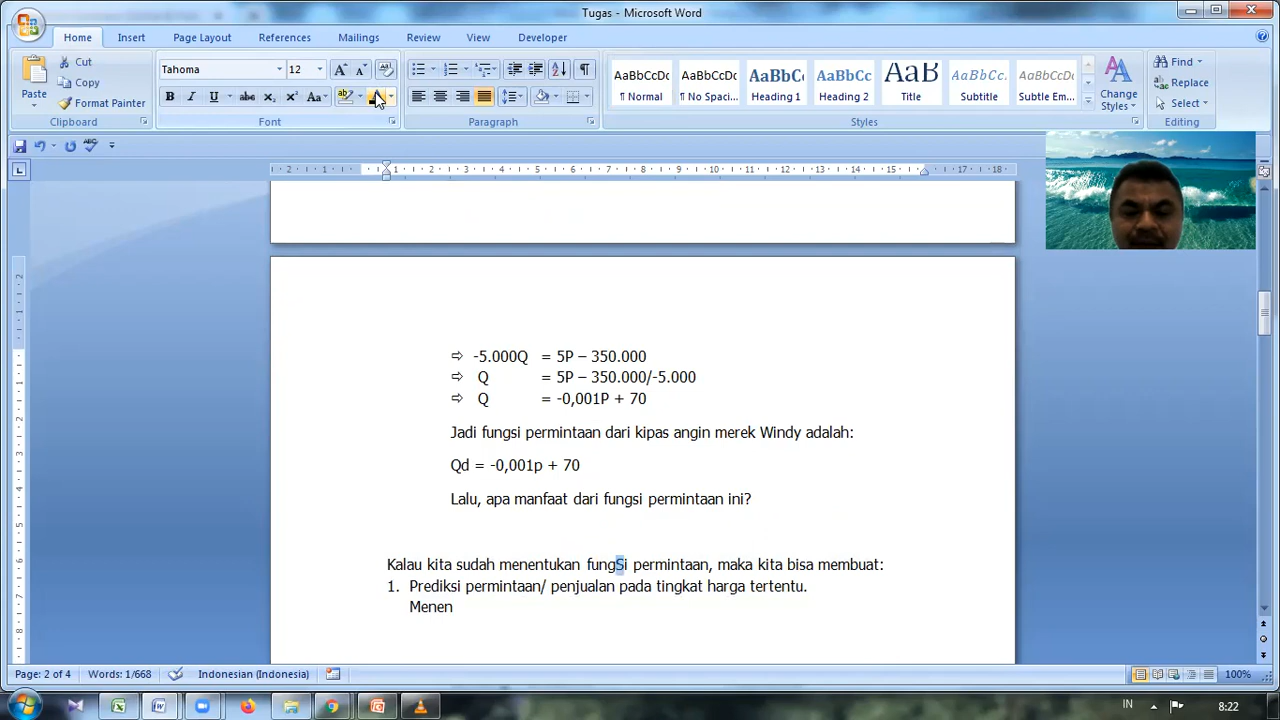 Tugas - Microsoft Word
Home Insert Page Layout References Mailings Review View Developer
Paste
Cut
Copy
Format Painter
Clipboard
Tahoma 12
Font
Paragraph
AaBbCcDc AaBbCcDc AaBbCc AaBbCc AaB AaBbCcL AaBbCcDc
¶ Normal ¶ No Spaci... Heading 1 Heading 2 Title Subtitle Subtle Em...
Change Styles
Styles
Find
Replace
Select
Editing
-5.000Q = 5P – 350.000
Q = 5P – 350.000/-5.000
Q = -0,001P + 70
Jadi fungsi permintaan dari kipas angin merek Windy adalah:
Qd = -0,001p + 70
Lalu, apa manfaat dari fungsi permintaan ini?
Kalau kita sudah menentukan fungSi permintaan, maka kita bisa membuat:
1. Prediksi permintaan/ penjualan pada tingkat harga tertentu.
Menen
Page: 2 of 4 Words: 1/668 Indonesian (Indonesia) 100%
IN 8:22